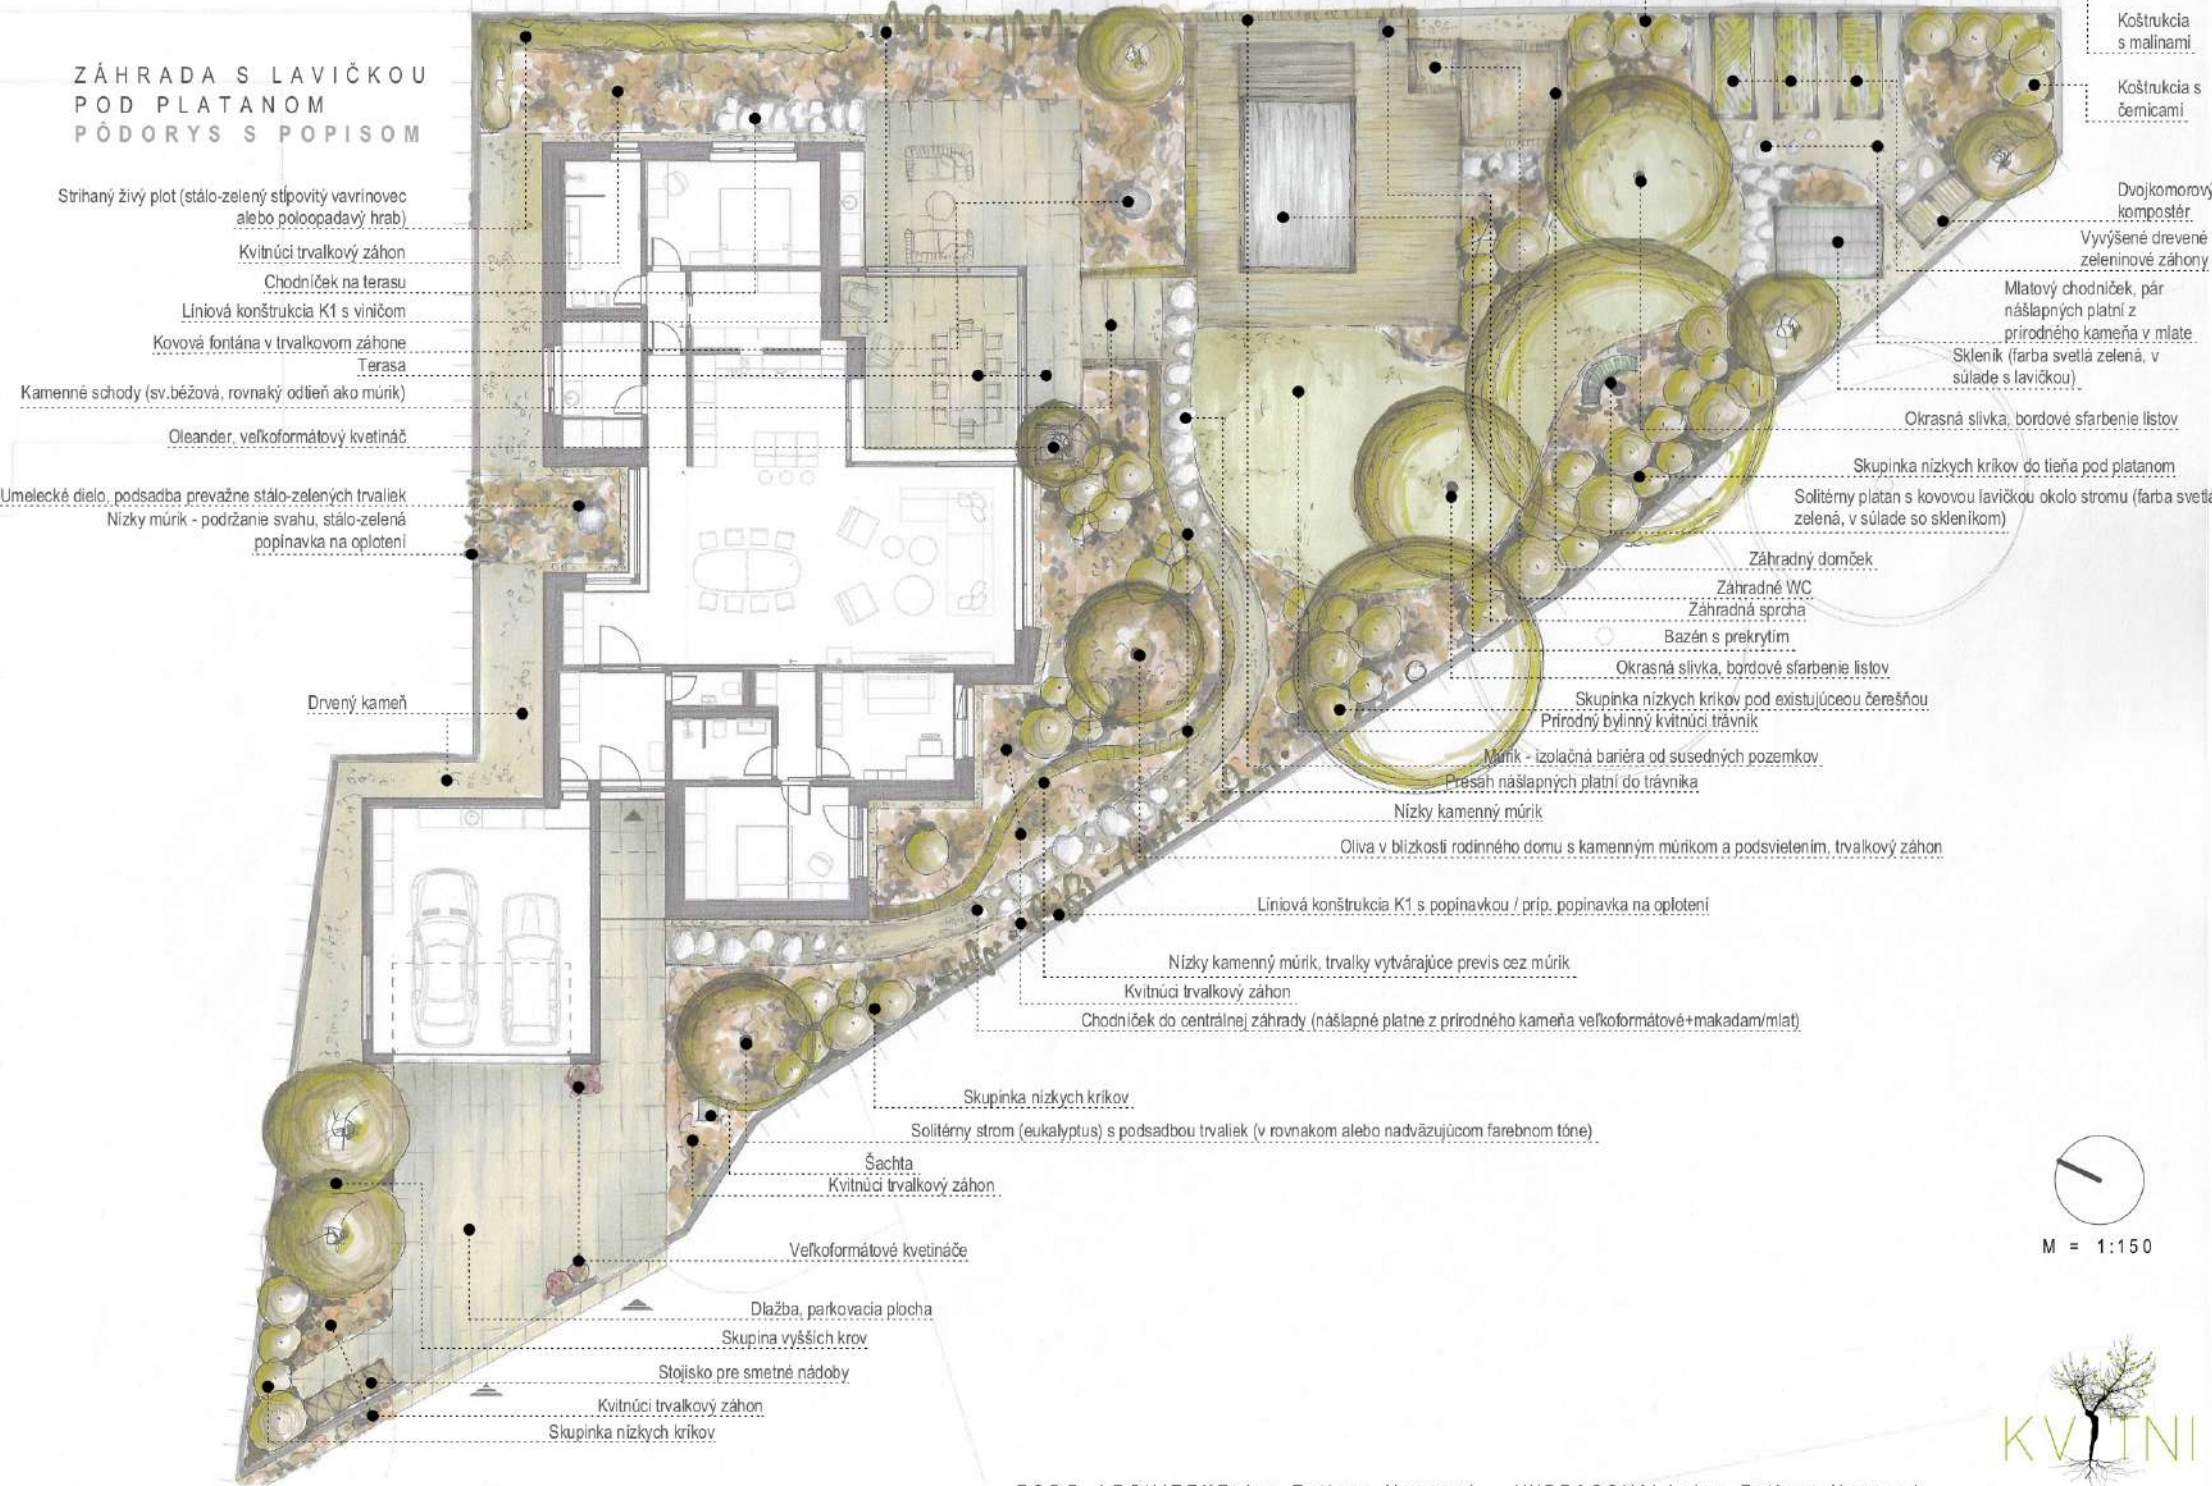 ZÁHRADA S LAVIČKOU
POD PLATANOM
PÔDORYS S POPISOM
Strihaný živý plot (stálo-zelený stĺpovitý vavrínovec
alebo poloopadavý hrab)
Kvitnúci trvalkový záhon
Chodníček na terasu
Líniová konštrukcia K1 s viničom
Kovová fontána v trvalkovom záhone
Terasa
Kamenné schody (sv.béžová, rovnaký odtieň ako múrik)
Oleander, veľkoformátový kvetináč
Umelecké dielo, podsadba prevažne stálo-zelených trvaliek
Nízky múrik - podržanie svahu, stálo-zelená
popínavka na oplotení
Drvený kameň
Koštrukcia
s malinami
Koštrukcia s
černicami
Dvojkomorový
kompostér
Vyvýšené drevené
zeleninové záhony
Mlatový chodníček, pár
nášlapných platní z
prírodného kameňa v mlate
Skleník (farba svetlá zelená, v
súlade s lavičkou)
Okrasná slivka, bordové sfarbenie listov
Skupinka nízkych kríkov do tieňa pod platanom
Solitérny platan s kovovou lavičkou okolo stromu (farba svetlá
zelená, v súlade so skleníkom)
Záhradný domček
Záhradné WC
Záhradná sprcha
Bazén s prekrytím
Okrasná slivka, bordové sfarbenie listov
Skupinka nízkych kríkov pod existujúceou čerešňou
Prírodný bylinný kvitnúci trávnik
Múrik - izolačná bariéra od susedných pozemkov
Presah nášlapných platní do trávnika
Nízky kamenný múrik
Oliva v blízkosti rodinného domu s kamenným múrikom a podsvietením, trvalkový záhon
Líniová konštrukcia K1 s popínavkou / príp. popínavka na oplotení
Nízky kamenný múrik, trvalky vytvárajúce previs cez múrik
Kvitnúci trvalkový záhon
Chodníček do centrálnej záhrady (nášlapné platne z prírodného kameňa veľkoformátové+makadam/mlat)
Skupinka nízkych kríkov
Solitérny strom (eukalyptus) s podsadbou trvaliek (v rovnakom alebo nadväzujúcom farebnom tóne)
Šachta
Kvitnúci trvalkový záhon
Veľkoformátové kvetináče
Dlažba, parkovacia plocha
Skupina vyšších krov
Stojisko pre smetné nádoby
Kvitnúci trvalkový záhon
Skupinka nízkych kríkov
M = 1:150
KVITNI